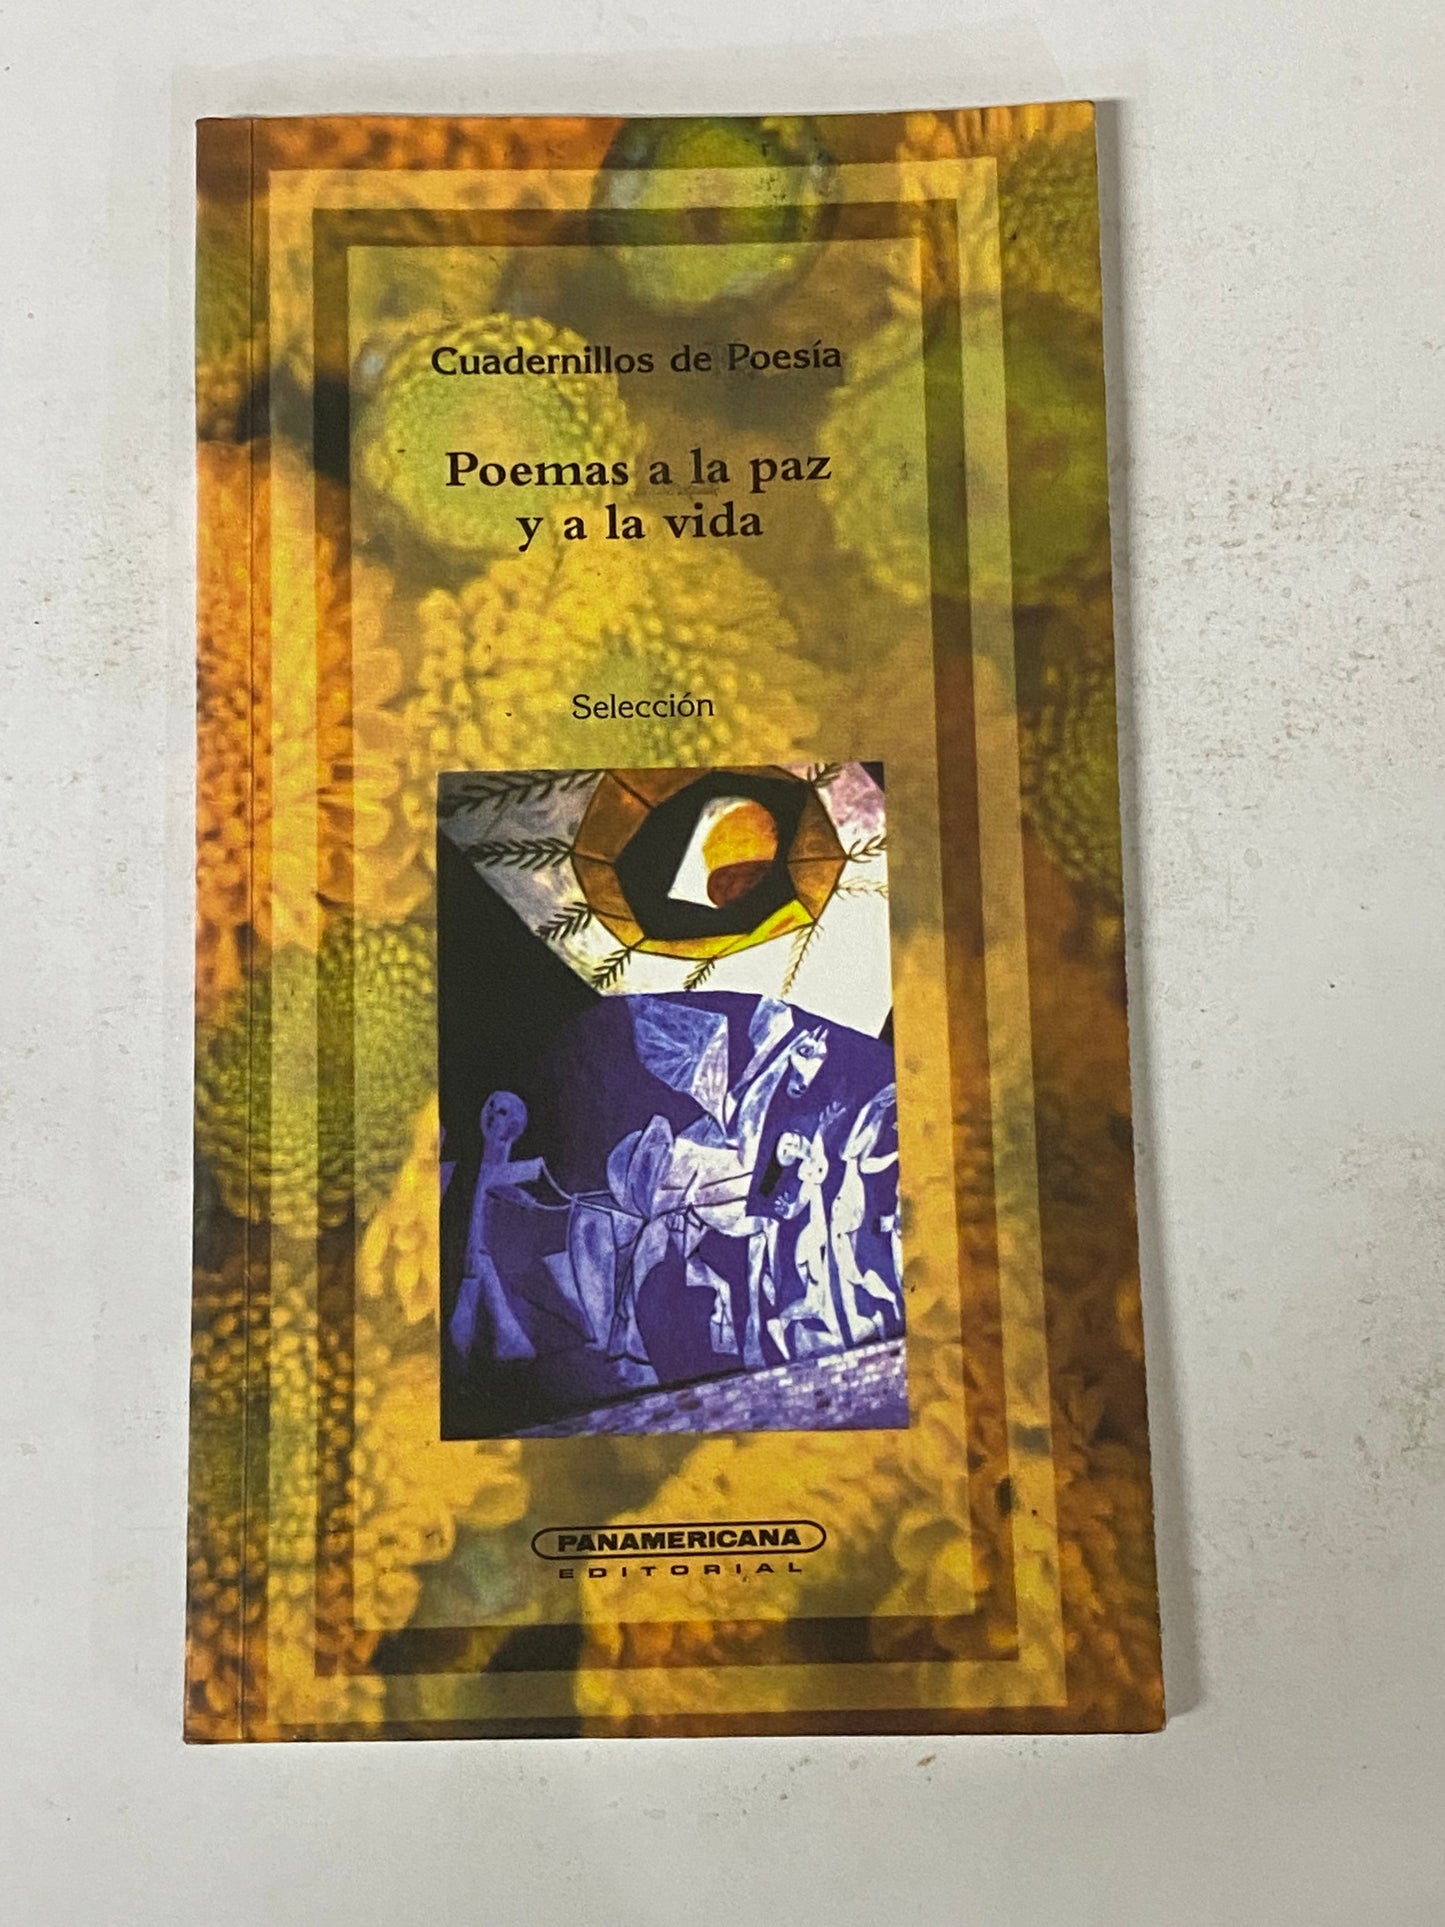 Cuadernillos de Poesía
Poemas a la paz
y a la vida
Selección
PANAMERICANA
EDITORIAL